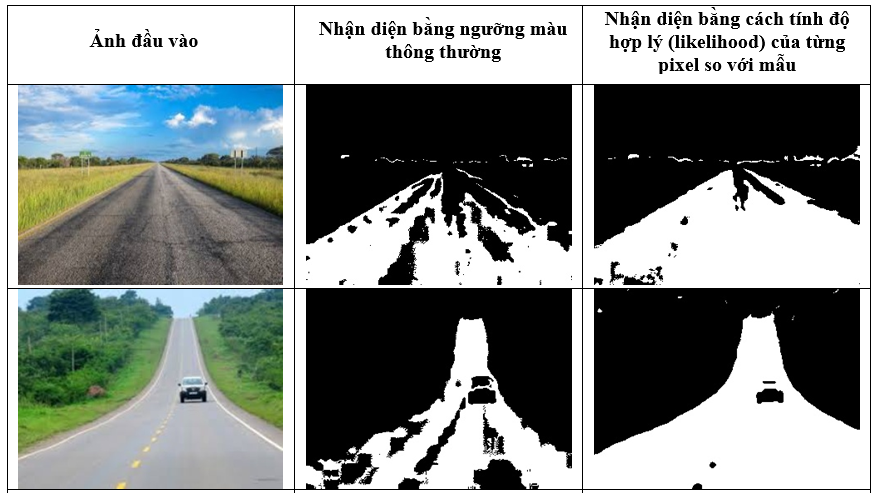 Ảnh đầu vào
Nhận diện bằng ngưỡng màu
thông thường
Nhận diện bằng cách tính độ
hợp lý (likelihood) của từng
pixel so với mẫu